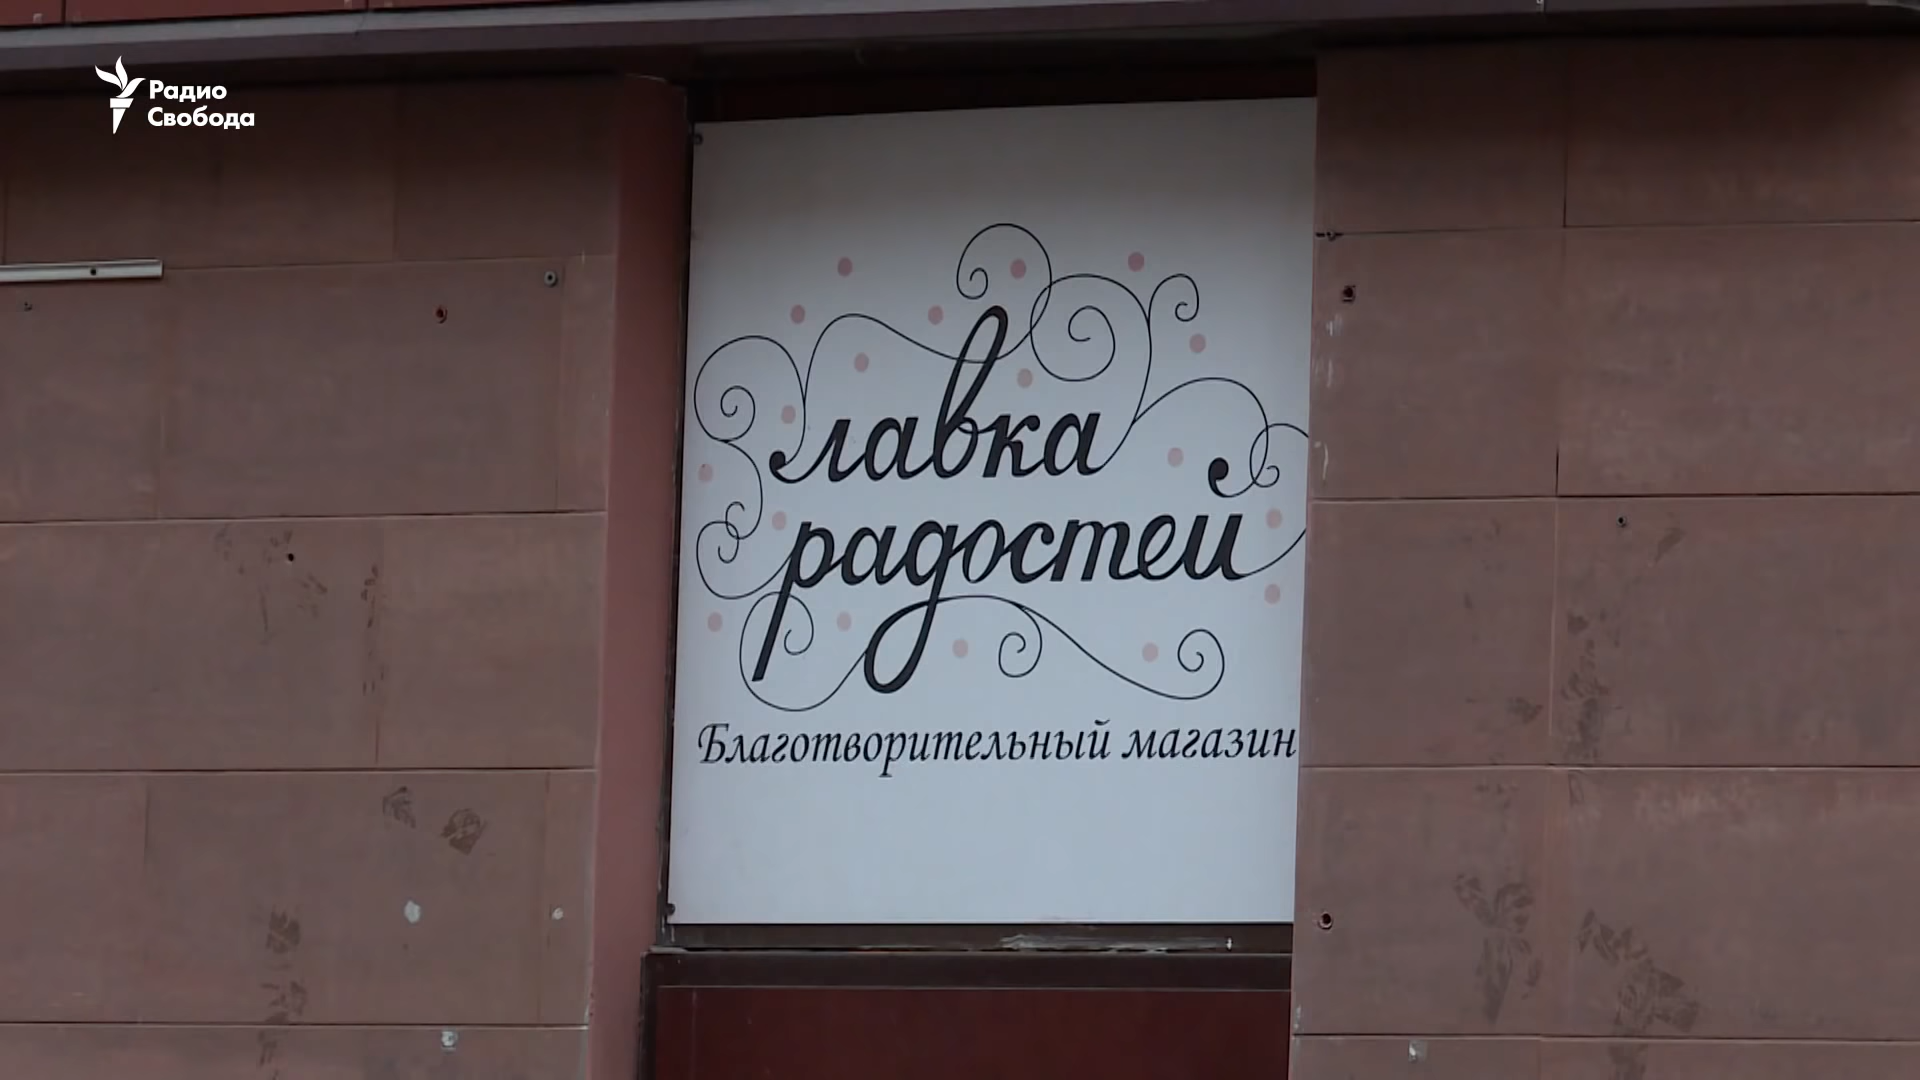 Радио
Свобода
лавка
радостей
Благотворительный магазин